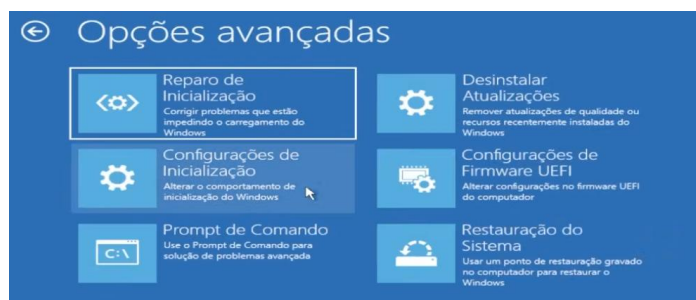 Opções avançadas
Reparo de
Inicialização
Corrigir problemas que estão
impedindo o carregamento do
Windows
Desinstalar
Atualizações
Remover atualizações de qualidade ou
recursos recentemente instaladas do
Windows
Configurações de
Inicialização
Alterar o comportamento de
inicialização do Windows
Configurações de
Firmware UEFI
Alterar configurações no firmware UEFI
do computador
C:\
Prompt de Comando
Use o Prompt de Comando para
solução de problemas avançada
Restauração do
Sistema
Usar um ponto de restauração gravado
no computador para restaurar o
Windows